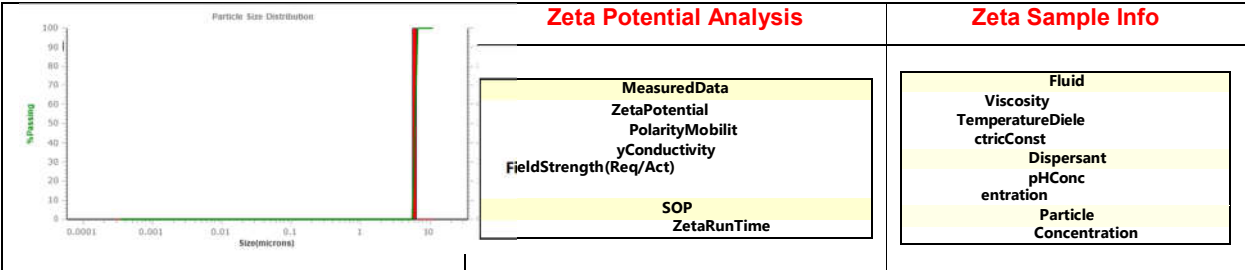 Particle Size Distribution
100
90
80
70
60
50
40
30
20
10
0
%Passing
0.0001
0.001
0.01
0.1
1
10
Size(microns)
Zeta Potential Analysis
MeasuredData
ZetaPotential
PolarityMobilit
yConductivity
FieldStrength(Req/Act)
SOP
ZetaRunTime
Zeta Sample Info
Fluid
Viscosity
TemperatureDiele
ctricConst
Dispersant
pHConc
entration
Particle
Concentration